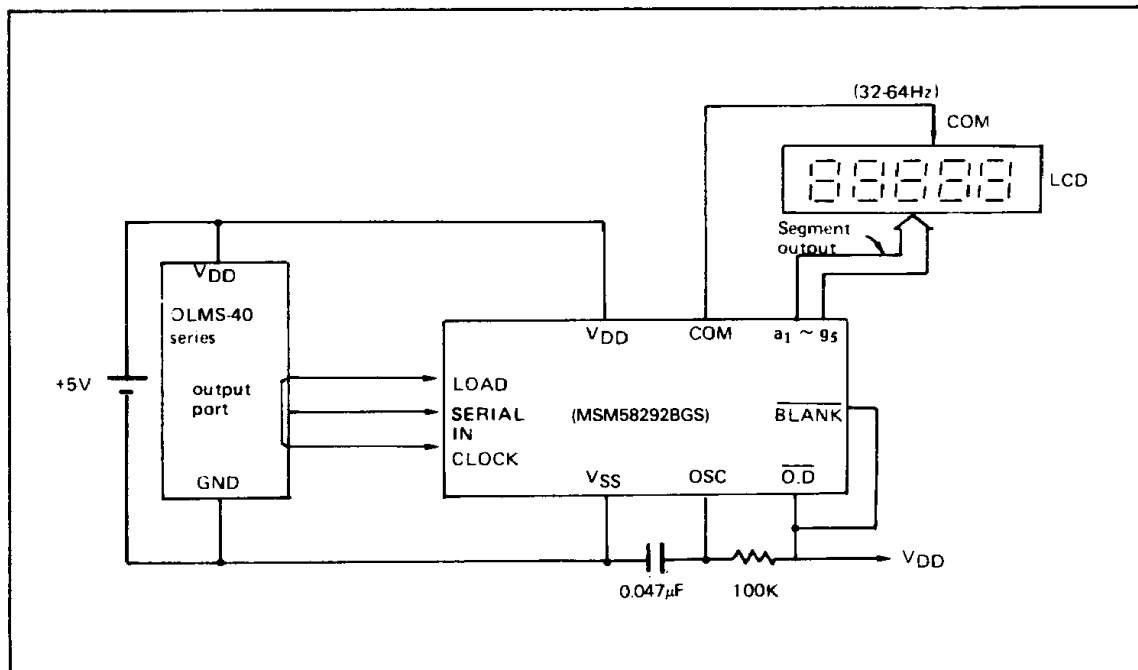 (32-64Hz)
COM
LCD
Segment
output
VDD
OLMS-40
series
output
port
GND
+5V
VDD
COM
a1 ~ g5
LOAD
SERIAL
IN
CLOCK
(MSM58292BGS)
BLANK
VSS
OSC
O.D
0.047μF
100K
VDD